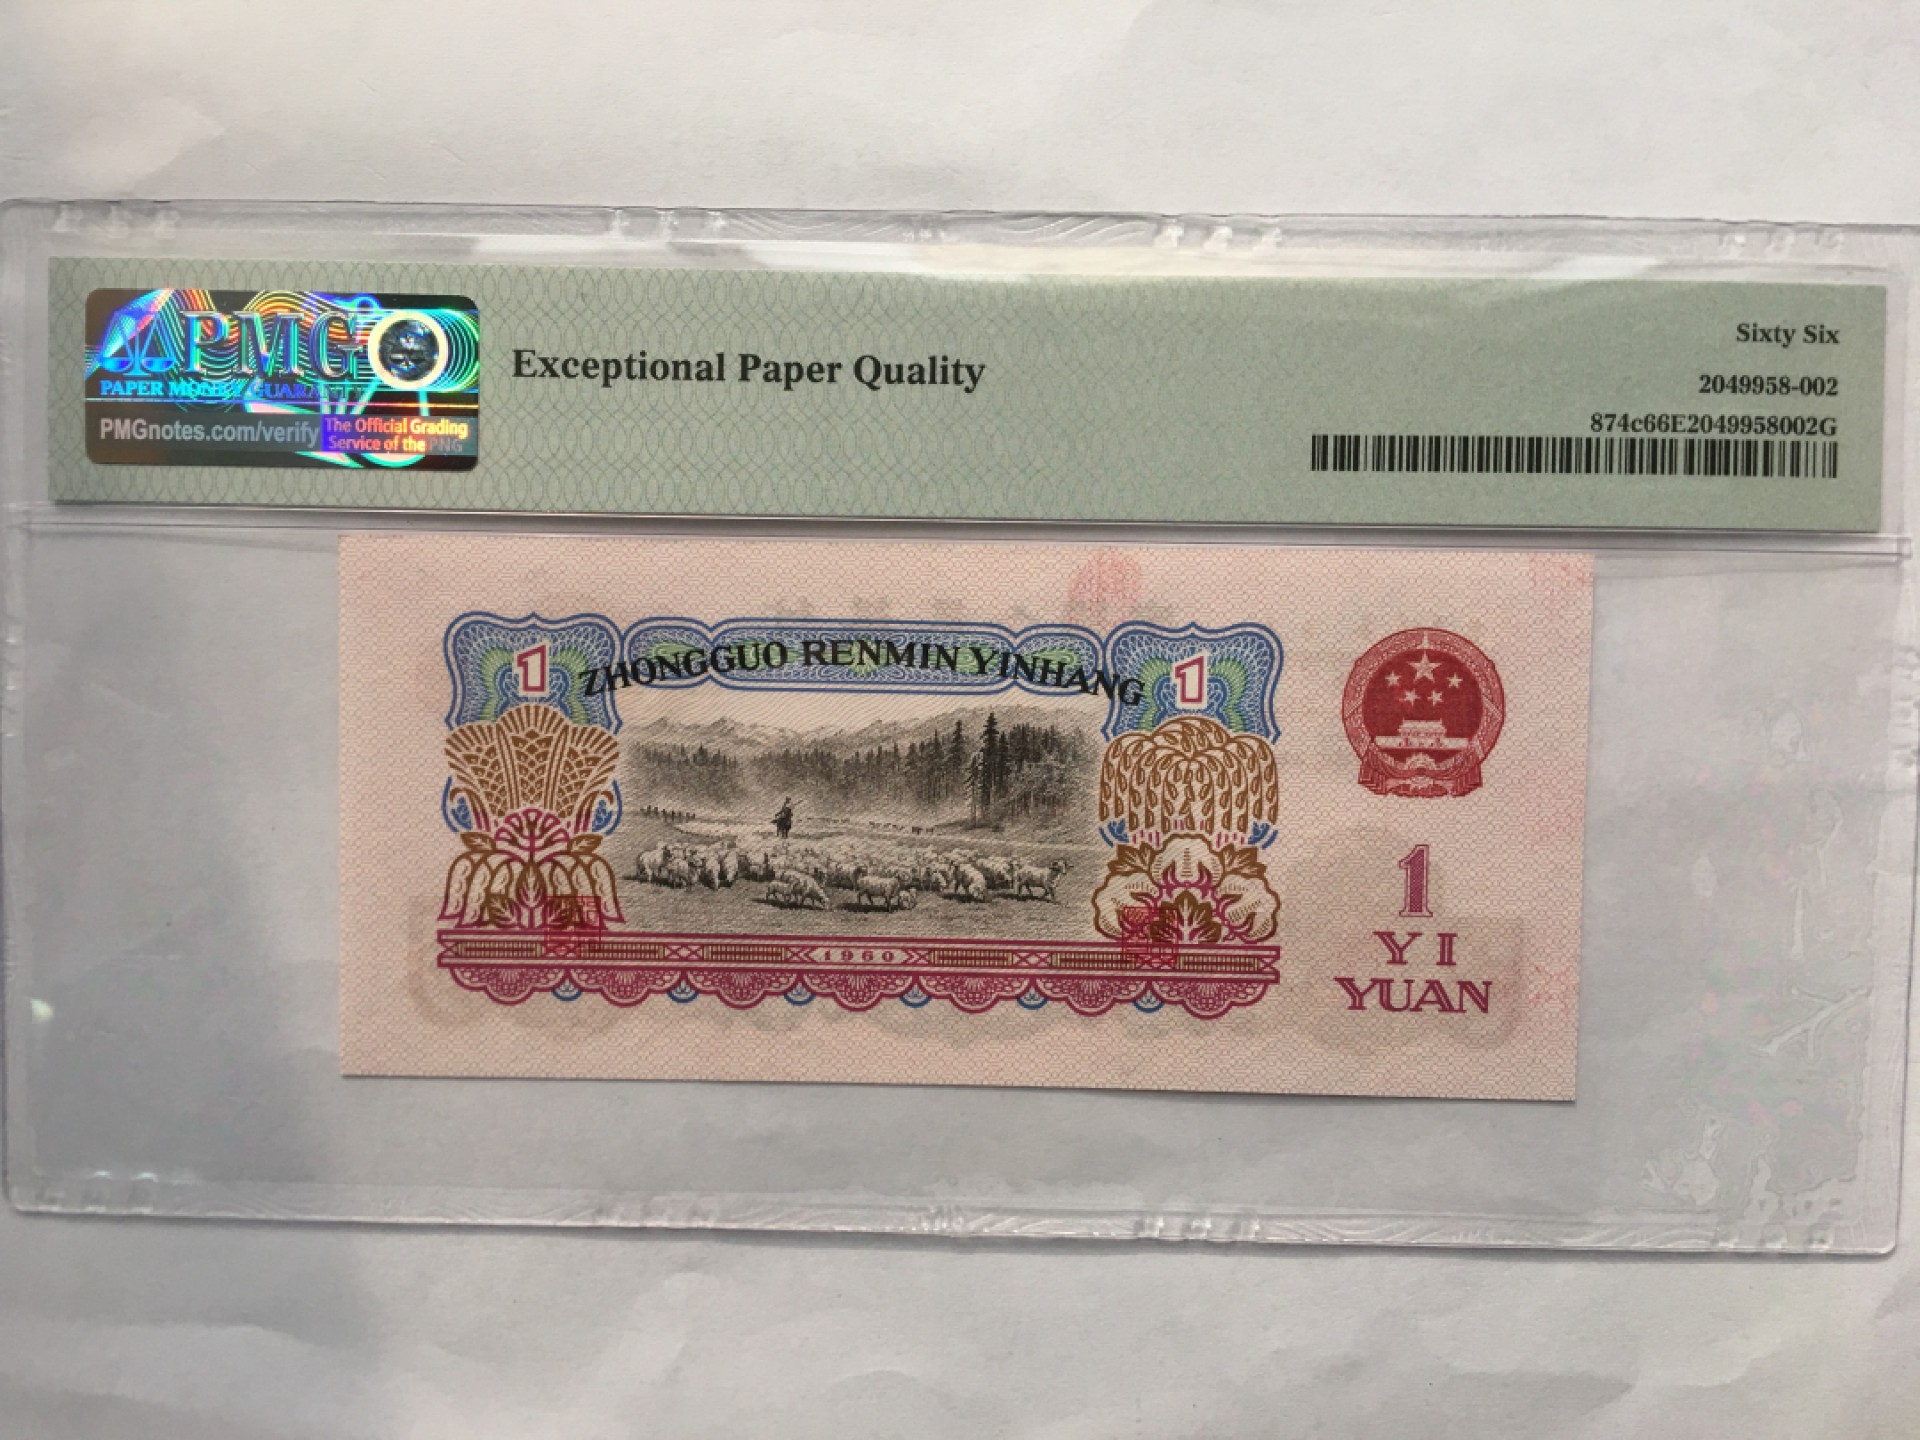 PMG
PAPER MONEY GUARANTY
PMGnotes.com/verify
The Official Grading
Service of the PNG
Exceptional Paper Quality
Sixty Six
2049958-002
874c66E2049958002G
1
ZHONGGUO RENMIN YINHANG
1
1960
1
YI
YUAN